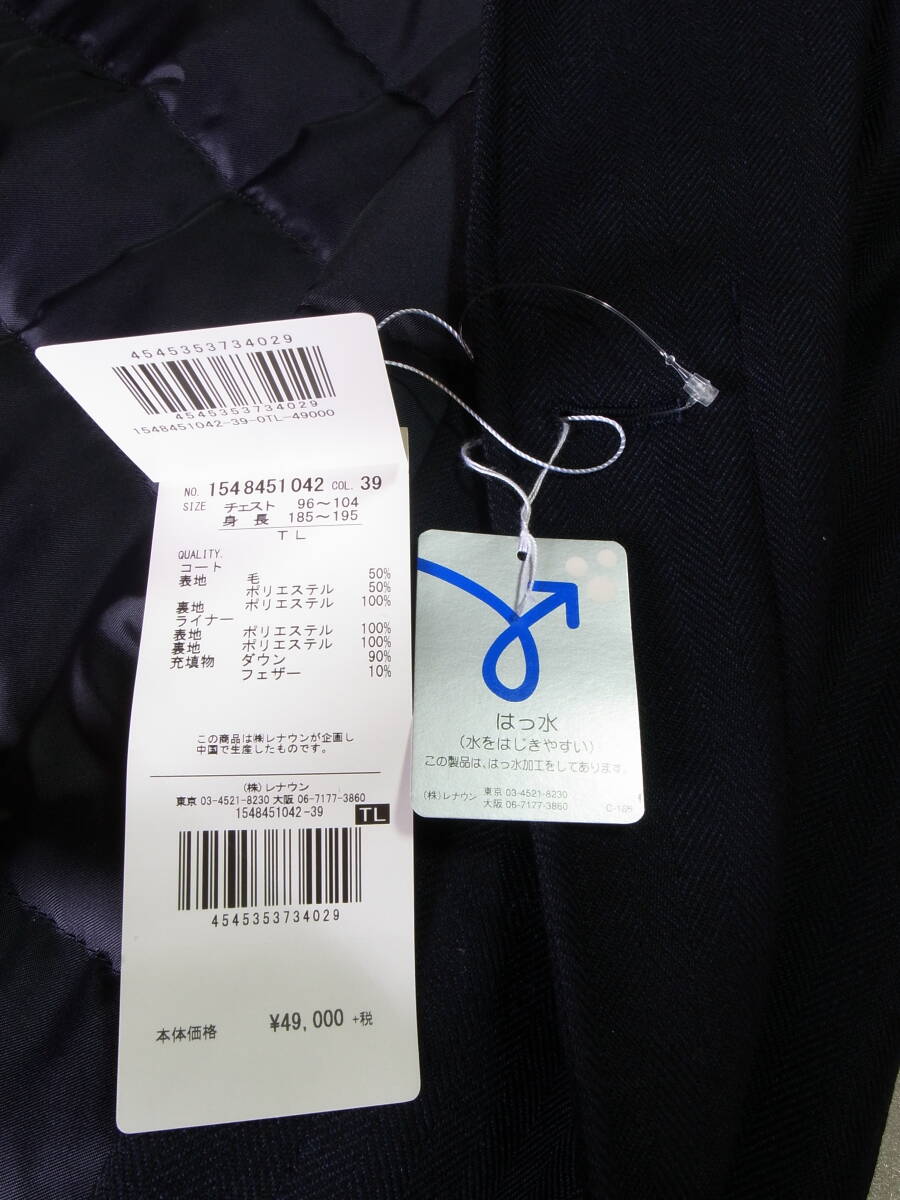 4545353734029
4545353734029
1548451042-39-0TL-49000
NO. 1548451042 COL. 39
SIZE チェスト 96～104
身長 185～195
TL
QUALITY.
コート
表地 毛 50%
ポリエステル 50%
裏地 ポリエステル 100%
ライナー
表地 ポリエステル 100%
裏地 ポリエステル 100%
充填物 ダウン 90%
フェザー 10%
この商品は㈱レナウンが企画し
中国で生産したものです。
(株)レナウン
東京 03-4521-8230 大阪 06-7177-3860
1548451042-39
TL
4545353734029
本体価格 ¥49,000 +税
はっ水
(水をはじきやすい)
この製品は、はっ水加工をしてあります。
(株)レナウン 東京 03-4521-8230
大阪 06-7177-3860